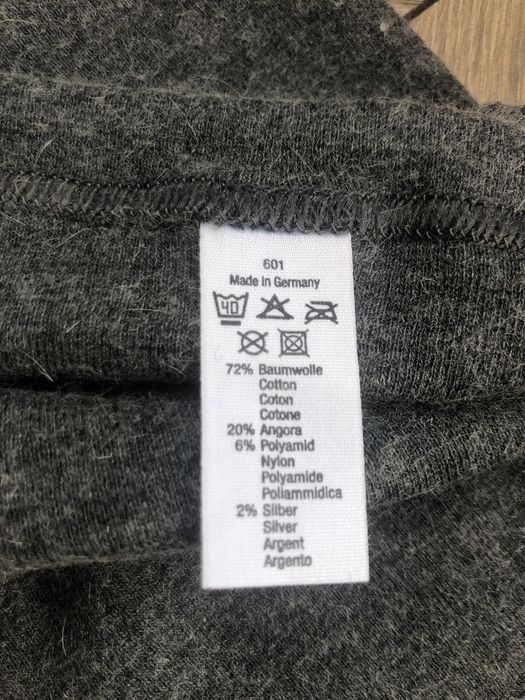 601
Made in Germany
40
72% Baumwolle
Cotton
Coton
Cotone
20% Angora
6% Polyamid
Nylon
Polyamide
Poliammidica
2% Silber
Silver
Argent
Argento